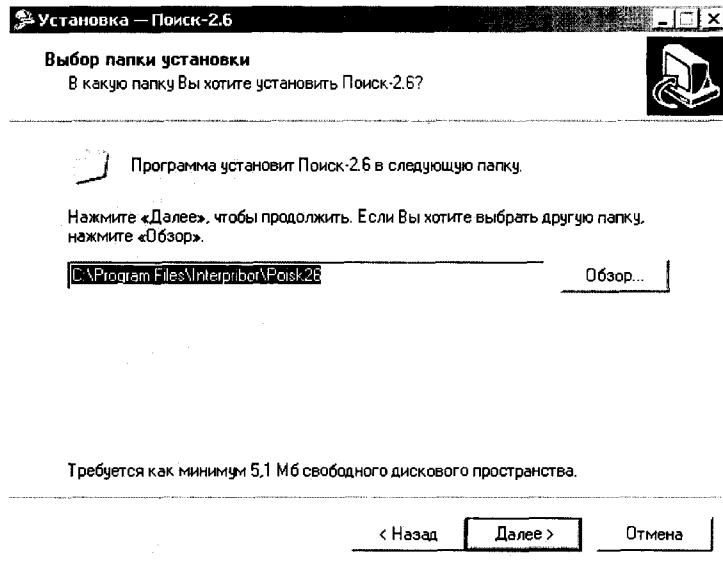 Установка — Поиск-2.6
Выбор папки установки
В какую папку Вы хотите установить Поиск-2.6?
Программа установит Поиск-2.6 в следующую папку.
Нажмите «Далее», чтобы продолжить. Если Вы хотите выбрать другую папку,
нажмите «Обзор».
C:\Program Files\Interpribor\Poisk26
Обзор...
Требуется как минимум 5,1 Мб свободного дискового пространства.
< Назад
Далее >
Отмена